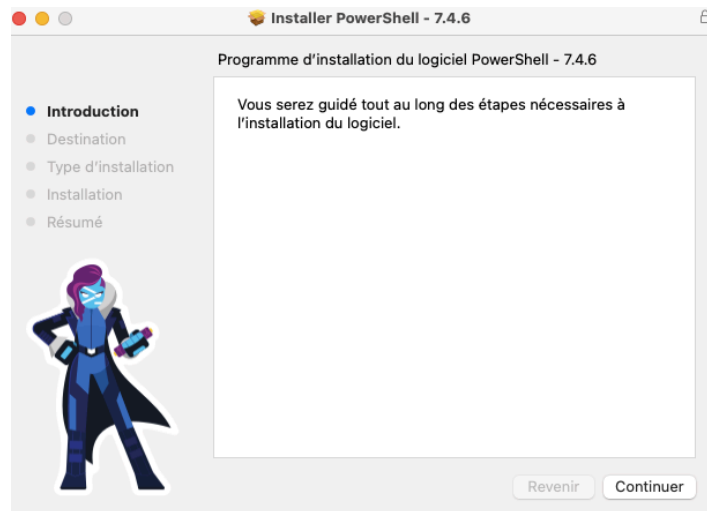 Installer PowerShell - 7.4.6
Programme d'installation du logiciel PowerShell - 7.4.6
Introduction
Destination
Type d'installation
Installation
Résumé
Vous serez guidé tout au long des étapes nécessaires à
l'installation du logiciel.
Revenir
Continuer